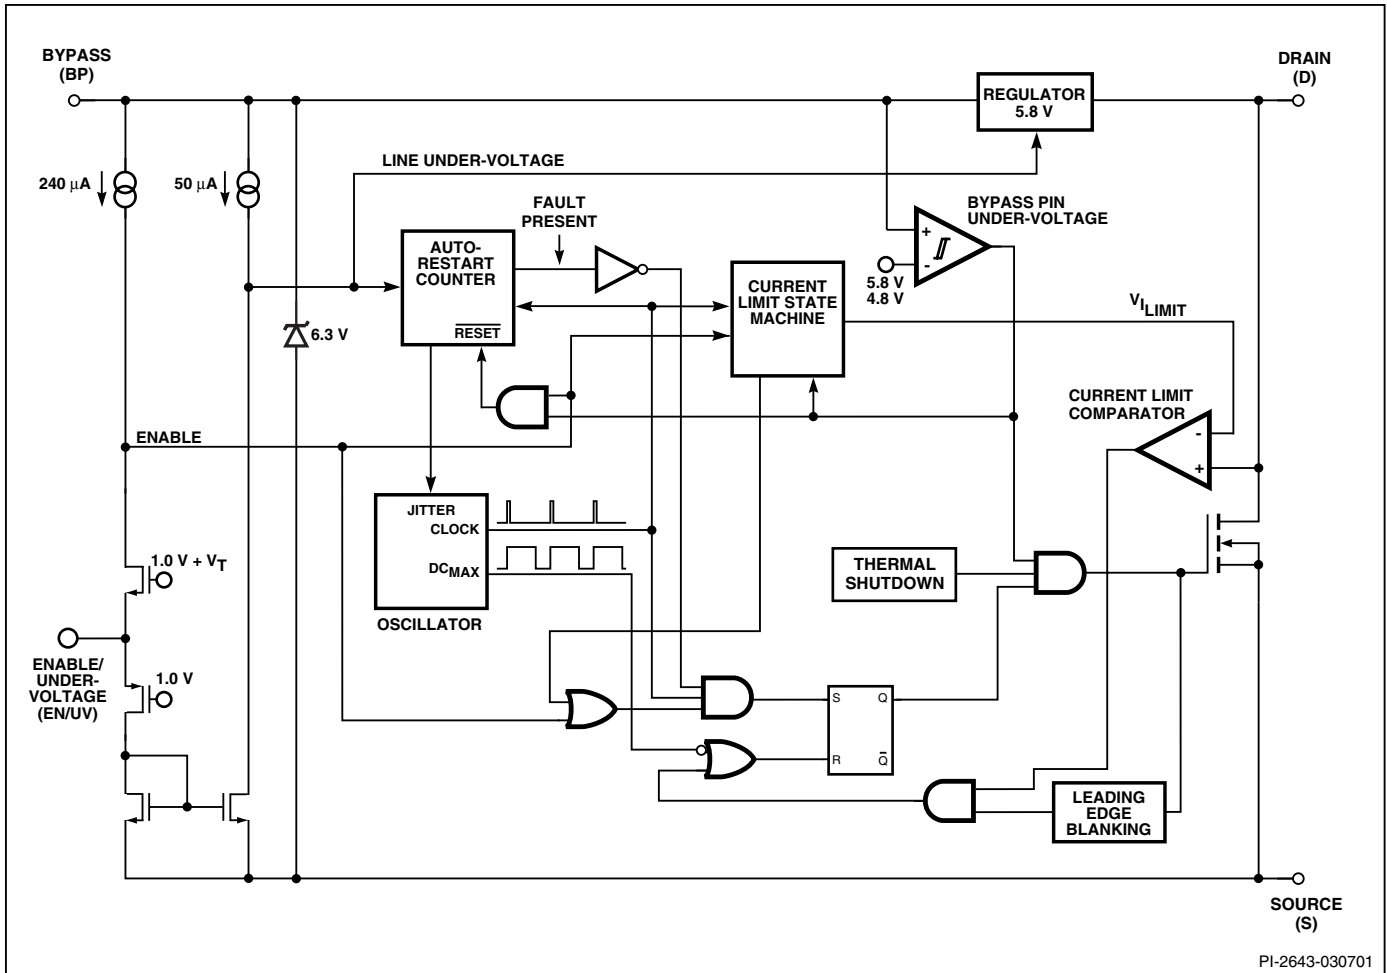 BYPASS
(BP)
DRAIN
(D)
REGULATOR
5.8 V
LINE UNDER-VOLTAGE
240 μA
50 μA
FAULT
PRESENT
BYPASS PIN
UNDER-VOLTAGE
+
-
5.8 V
4.8 V
AUTO-
RESTART
COUNTER
RESET
CURRENT
LIMIT STATE
MACHINE
VILIMIT
6.3 V
CURRENT LIMIT
COMPARATOR
-
+
ENABLE
JITTER
CLOCK
DCMAX
OSCILLATOR
1.0 V + VT
THERMAL
SHUTDOWN
ENABLE/
UNDER-
VOLTAGE
(EN/UV)
1.0 V
S
Q
R
Q̅
LEADING
EDGE
BLANKING
SOURCE
(S)
PI-2643-030701